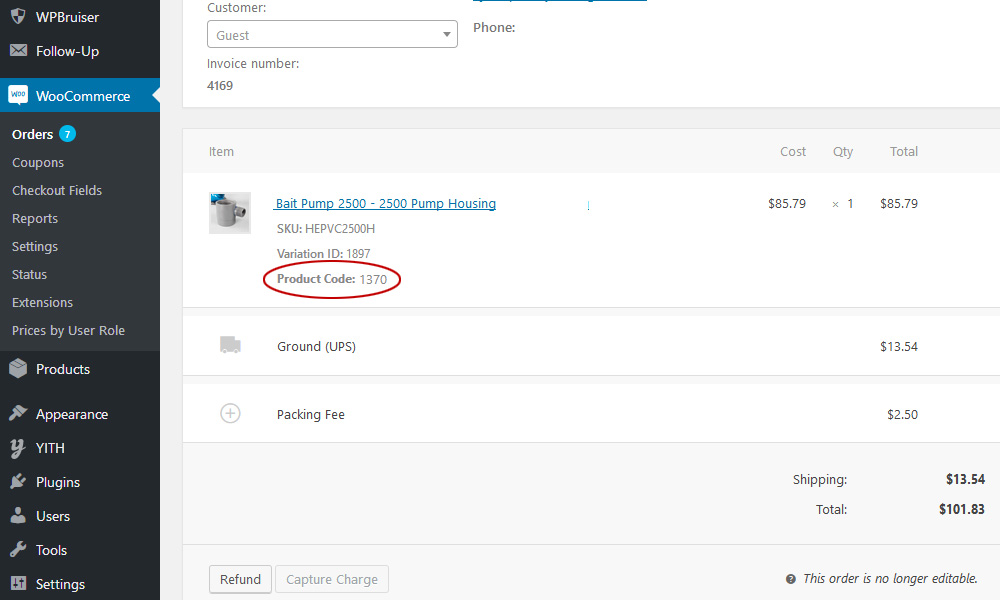 WPBruiser
Follow-Up
WooCommerce
Orders 7
Coupons
Checkout Fields
Reports
Settings
Status
Extensions
Prices by User Role
Products
Appearance
YITH
Plugins
Users
Tools
Settings
Customer:
Guest
Phone:
Invoice number:
4169
Item Cost Qty Total
Bait Pump 2500 - 2500 Pump Housing $85.79 × 1 $85.79
SKU: HEPVC2500H
Variation ID: 1897
Product Code: 1370
Ground (UPS) $13.54
Packing Fee $2.50
Shipping: $13.54
Total: $101.83
Refund Capture Charge
This order is no longer editable.